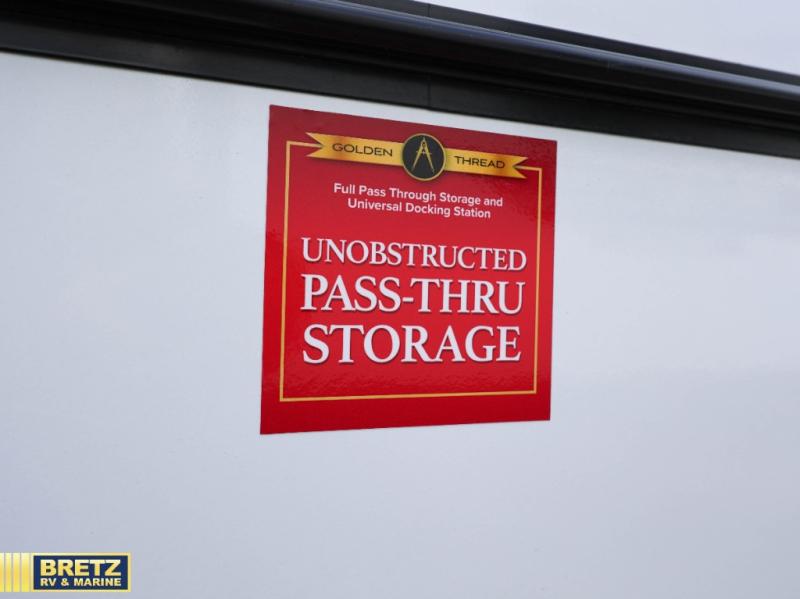 GOLDEN THREAD
Full Pass Through Storage and
Universal Docking Station
UNOBSTRUCTED
PASS-THRU
STORAGE
BRETZ
RV & MARINE